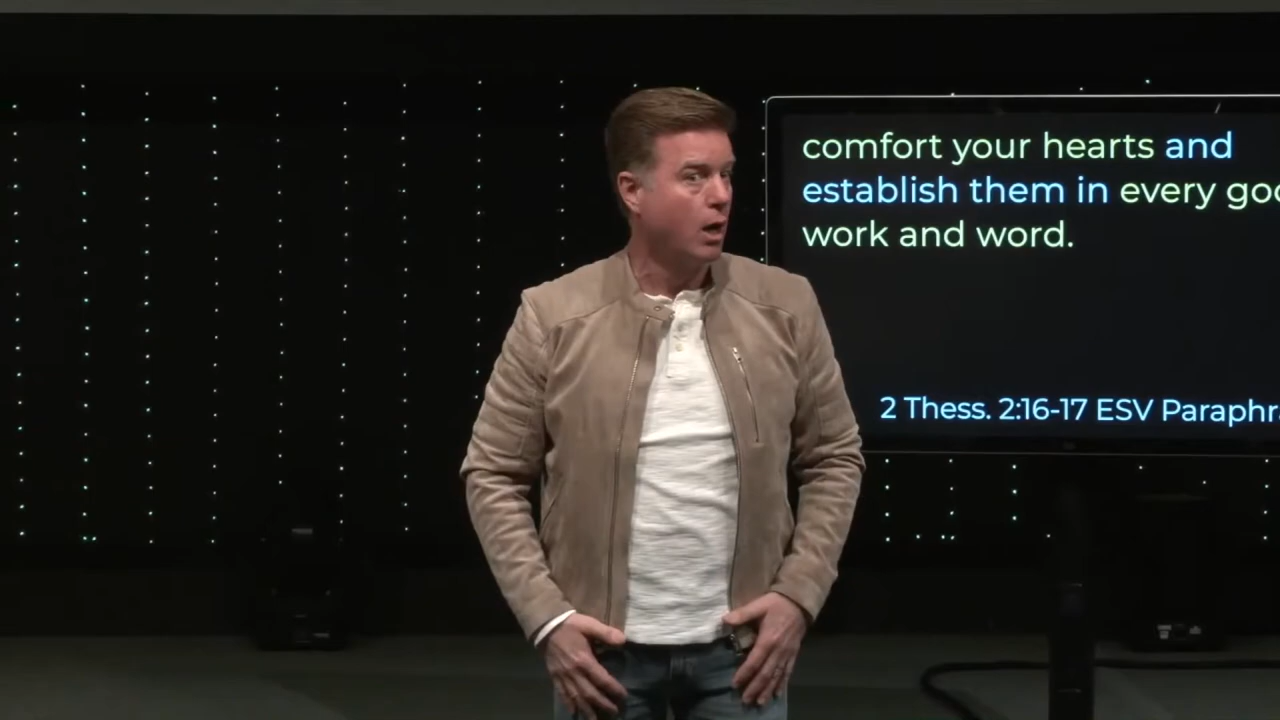 comfort your hearts and
establish them in every
work and word.
2 Thess. 2:16-17 ESV